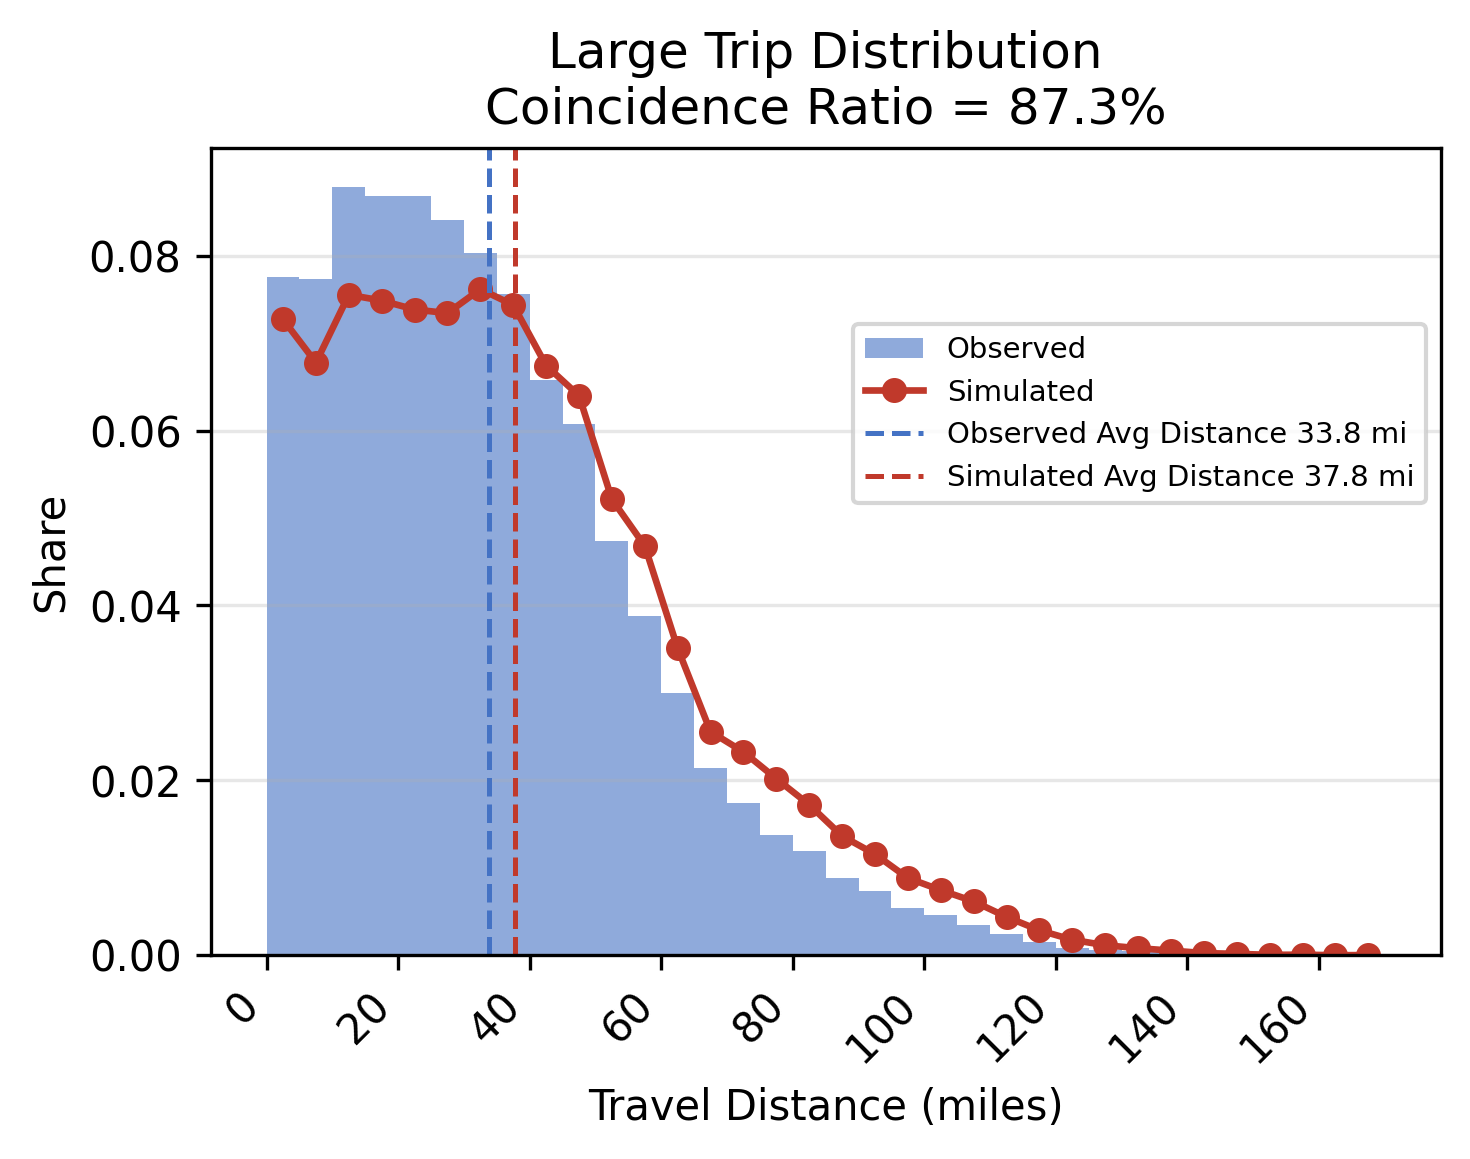 Large Trip Distribution
Coincidence Ratio = 87.3%
Share
0.08
0.06
0.04
0.02
0.00
Observed
Simulated
Observed Avg Distance 33.8 mi
Simulated Avg Distance 37.8 mi
0
20
40
60
80
100
120
140
160
Travel Distance (miles)